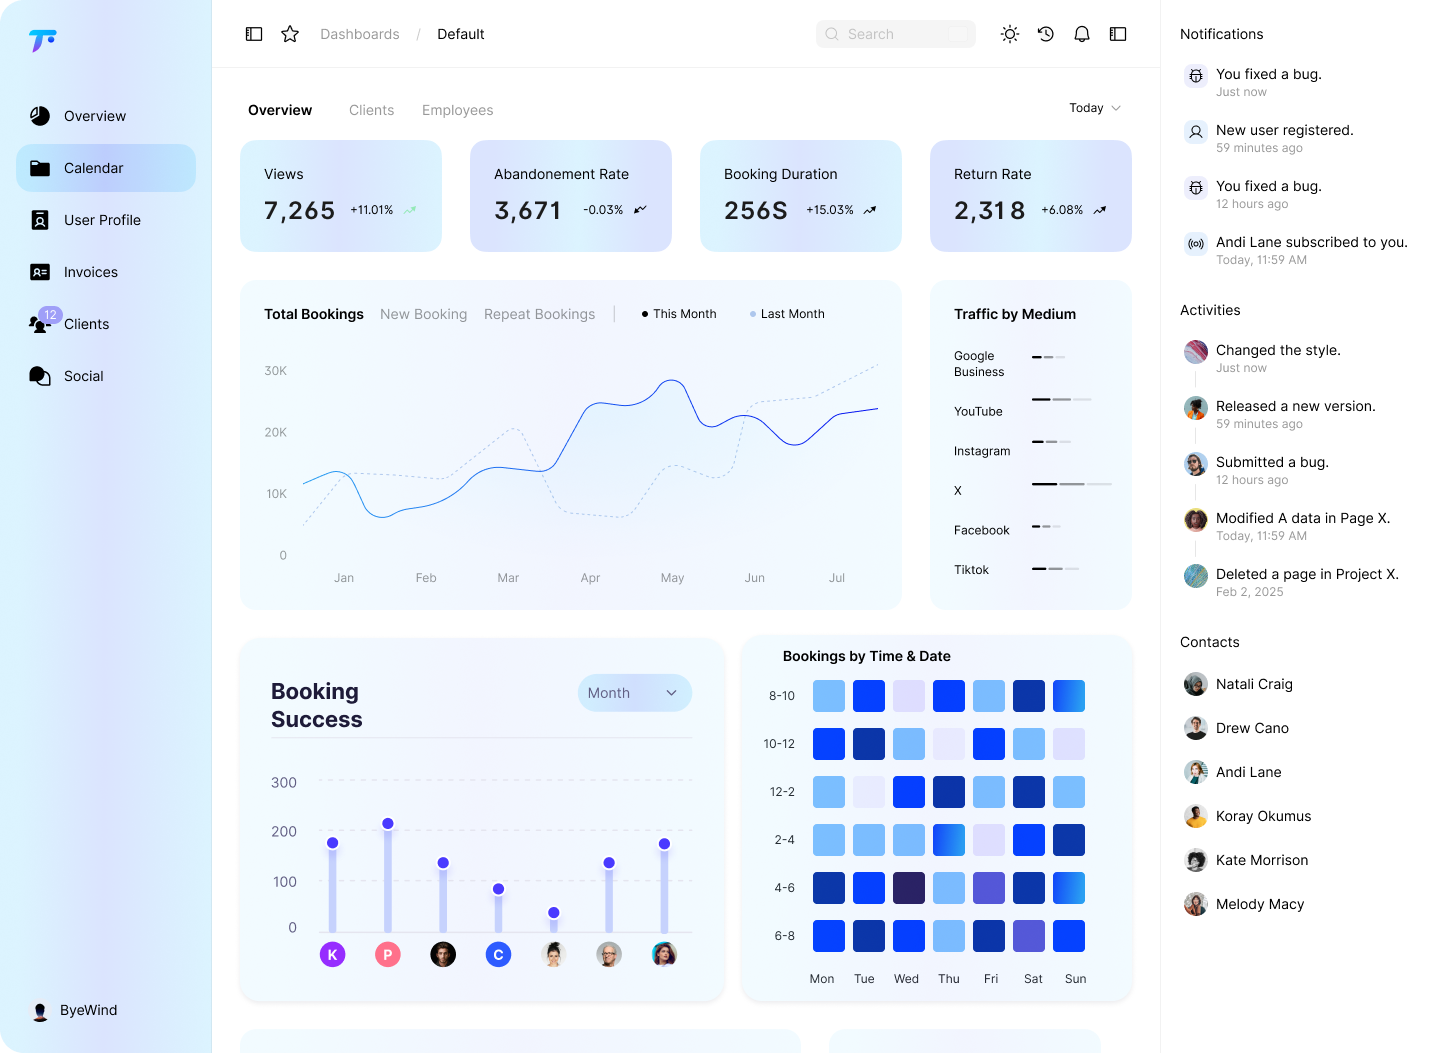 Overview
Calendar
User Profile
Invoices
12
Clients
Social
ByeWind
Dashboards / Default
Search
Overview Clients Employees
Today
Views
7,265 +11.01%
Abandonement Rate
3,671 -0.03%
Booking Duration
256S +15.03%
Return Rate
2,318 +6.08%
Total Bookings New Booking Repeat Bookings | This Month Last Month
30K
20K
10K
0
Jan Feb Mar Apr May Jun Jul
Traffic by Medium
Google
Business
YouTube
Instagram
X
Facebook
Tiktok
Booking
Success
Month
300
200
100
0
K P C
Bookings by Time & Date
8-10
10-12
12-2
2-4
4-6
6-8
Mon Tue Wed Thu Fri Sat Sun
Notifications
You fixed a bug.
Just now
New user registered.
59 minutes ago
You fixed a bug.
12 hours ago
Andi Lane subscribed to you.
Today, 11:59 AM
Activities
Changed the style.
Just now
Released a new version.
59 minutes ago
Submitted a bug.
12 hours ago
Modified A data in Page X.
Today, 11:59 AM
Deleted a page in Project X.
Feb 2, 2025
Contacts
Natali Craig
Drew Cano
Andi Lane
Koray Okumus
Kate Morrison
Melody Macy